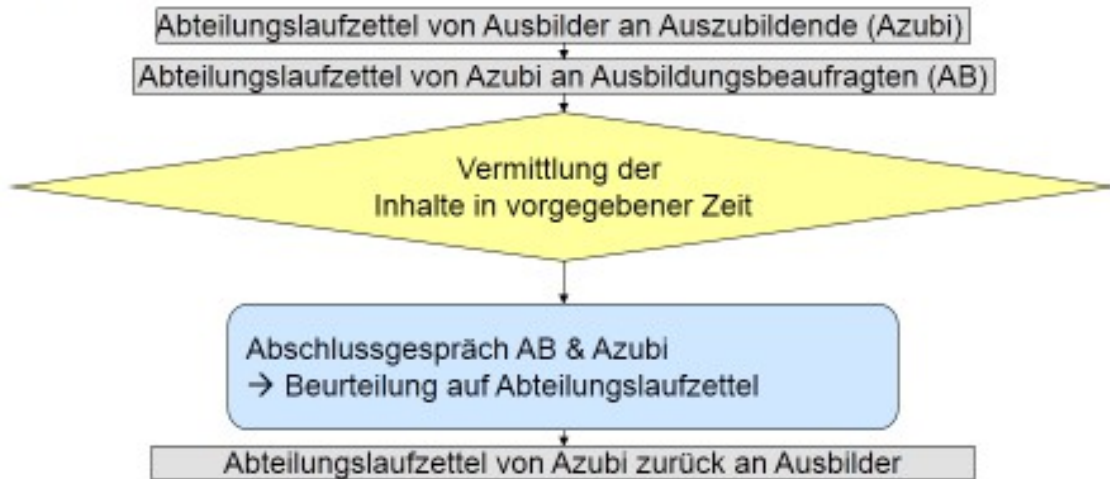 Abteilungslaufzettel von Ausbilder an Auszubildende (Azubi)
Abteilungslaufzettel von Azubi an Ausbildungsbeaufragten (AB)
Vermittlung der
Inhalte in vorgegebener Zeit
Abschlussgespräch AB & Azubi
→ Beurteilung auf Abteilungslaufzettel
Abteilungslaufzettel von Azubi zurück an Ausbilder